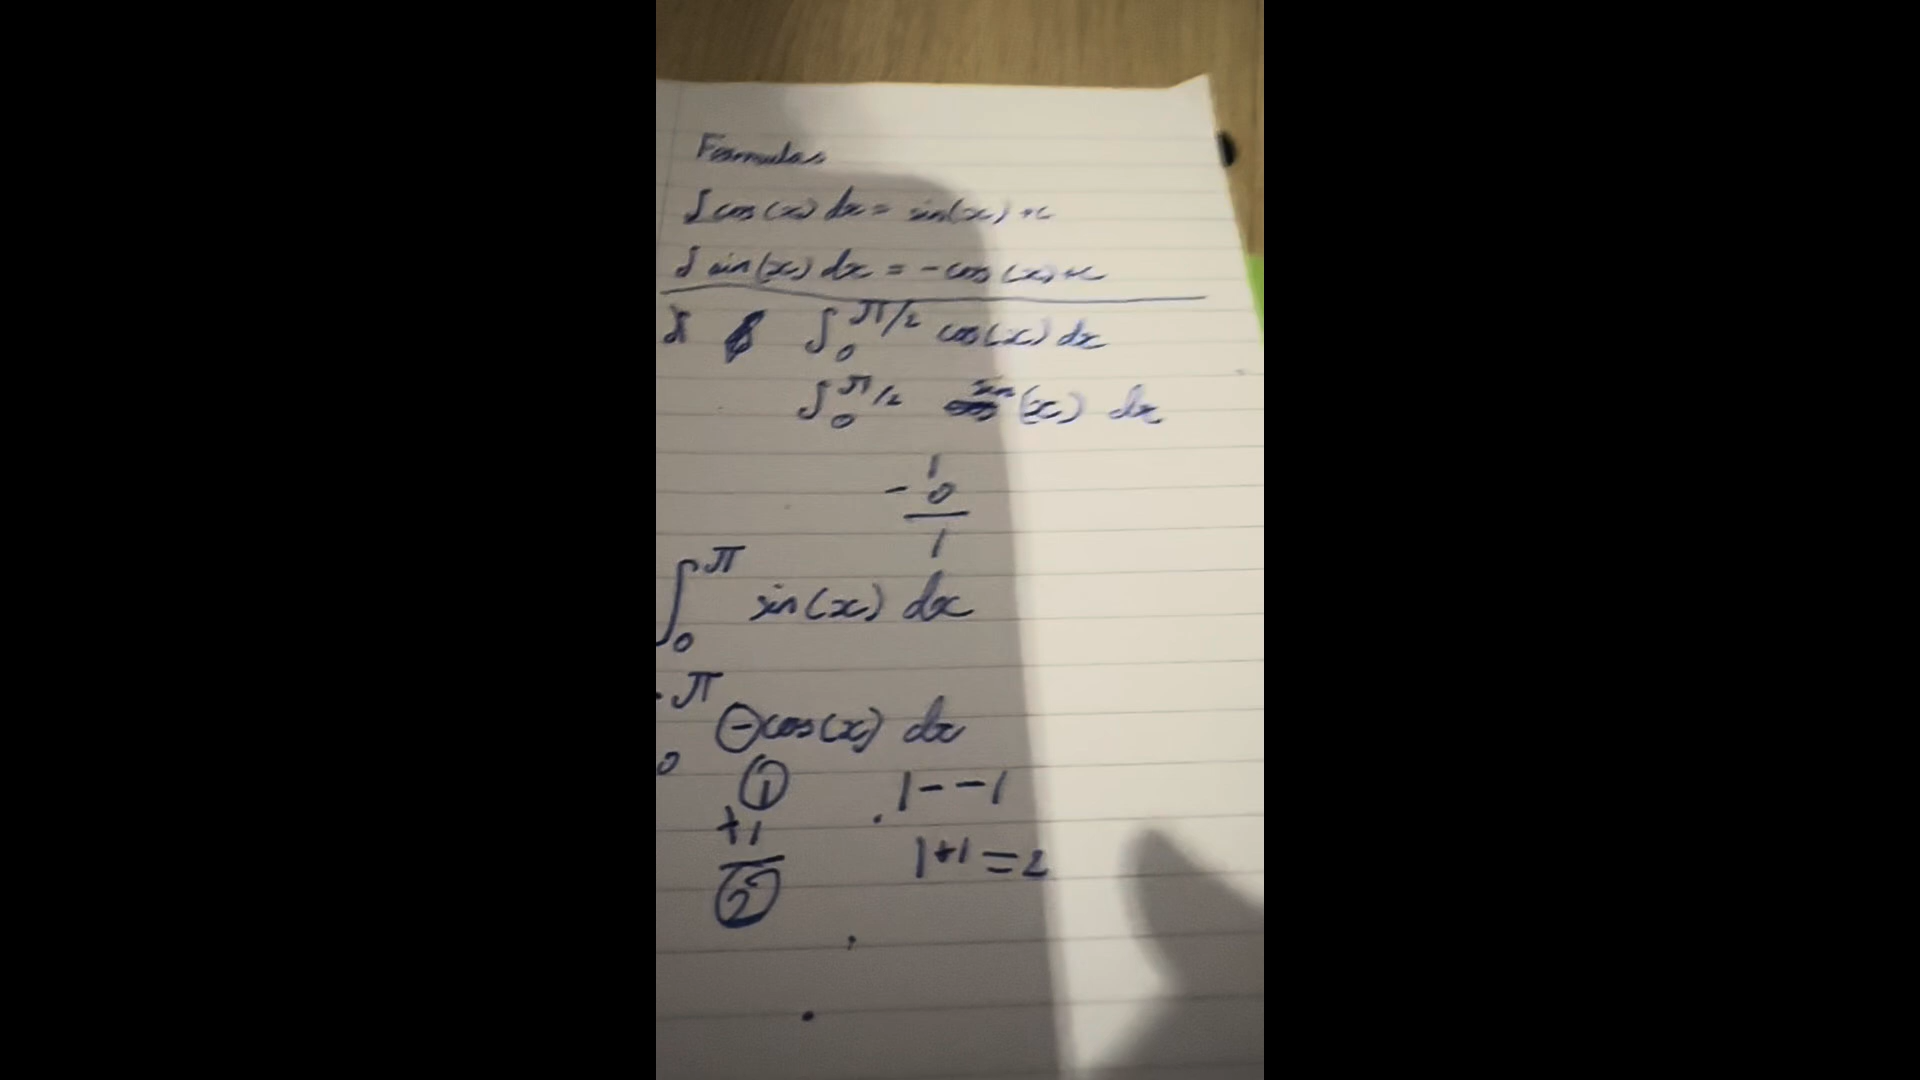 Formulas
∫cos(x) dx = sin(x) + c
∫sin(x) dx = -cos(x) + c
∫ ∫₀^π/2 cos(x) dx
∫₀^π/2 sin(x) dx
1
- 0
1
∫₀^π sin(x) dx
π
0 -cos(x) dx
1 1 - - 1
+1 1+1=2
2